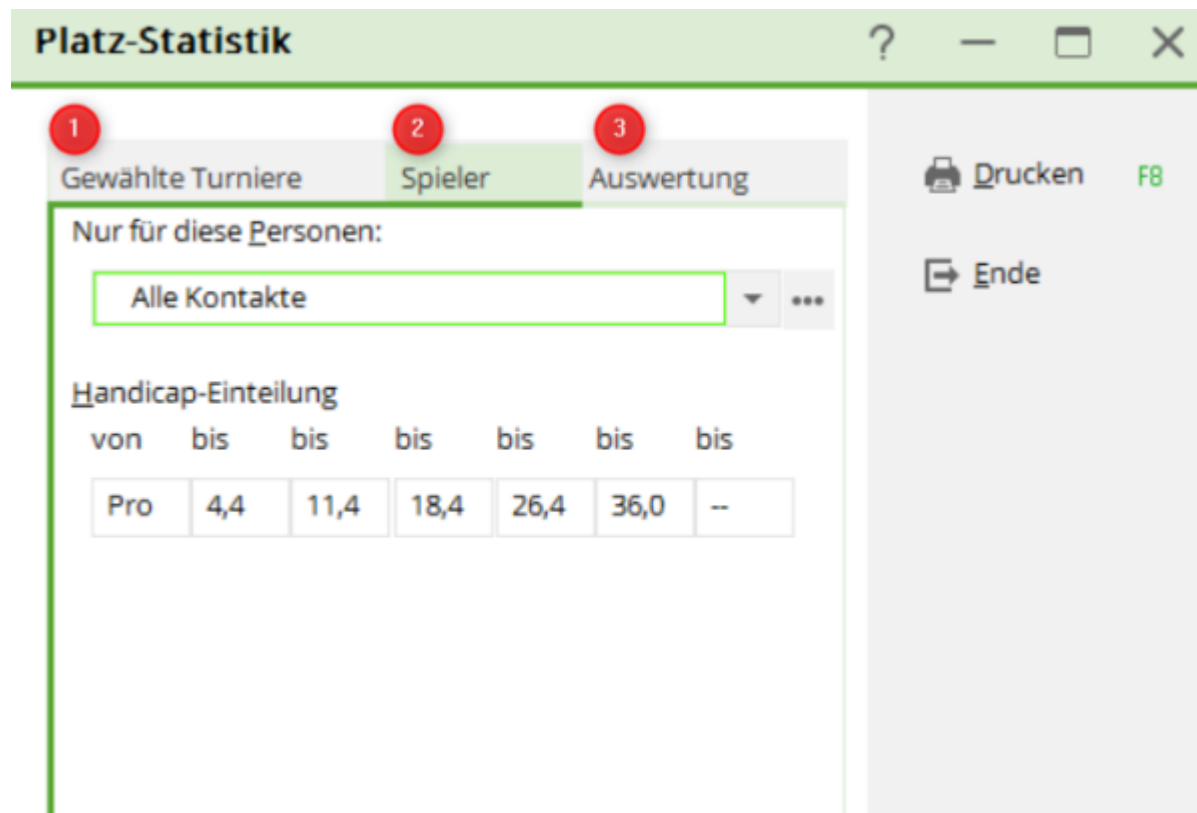 Platz-Statistik
1 2 3
Gewählte Turniere Spieler Auswertung
Drucken F8
Nur für diese Personen:
Alle Kontakte
Ende
Handicap-Einteilung
von bis bis bis bis bis bis
Pro 4,4 11,4 18,4 26,4 36,0 --